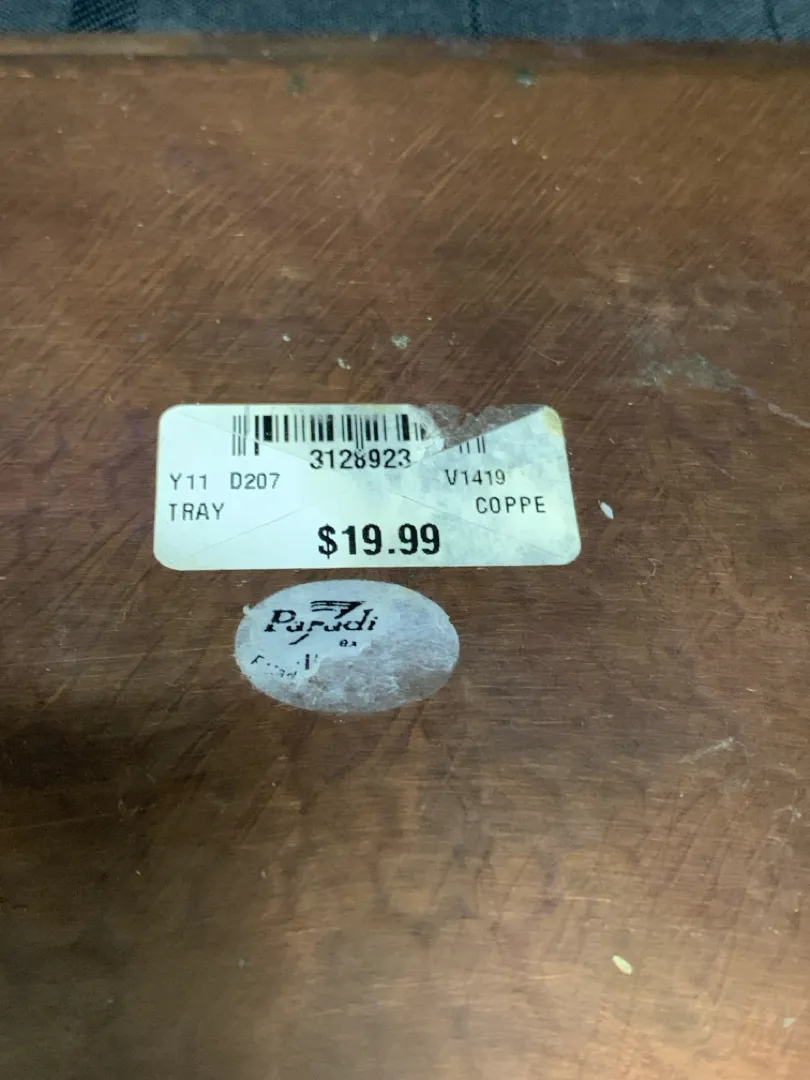 3128923
Y11 D207 V1419
TRAY COPPE
$19.99
Paradi